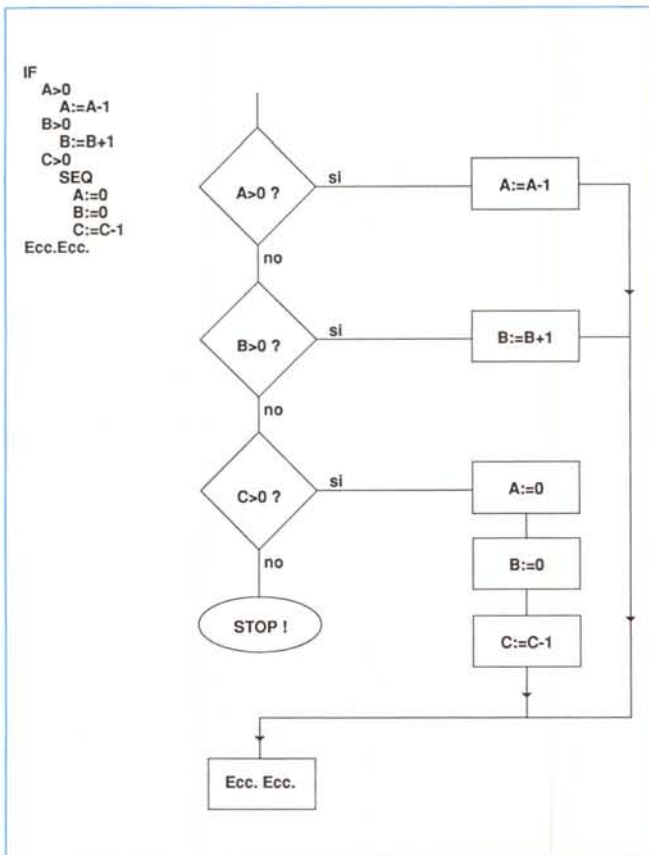 IF
A>0
A:=A-1
B>0
B:=B+1
C>0
SEQ
A:=0
B:=0
C:=C-1
Ecc.Ecc.
A>0 ?
si
A:=A-1
no
B>0 ?
si
B:=B+1
no
C>0 ?
si
A:=0
no
B:=0
STOP !
C:=C-1
Ecc. Ecc.